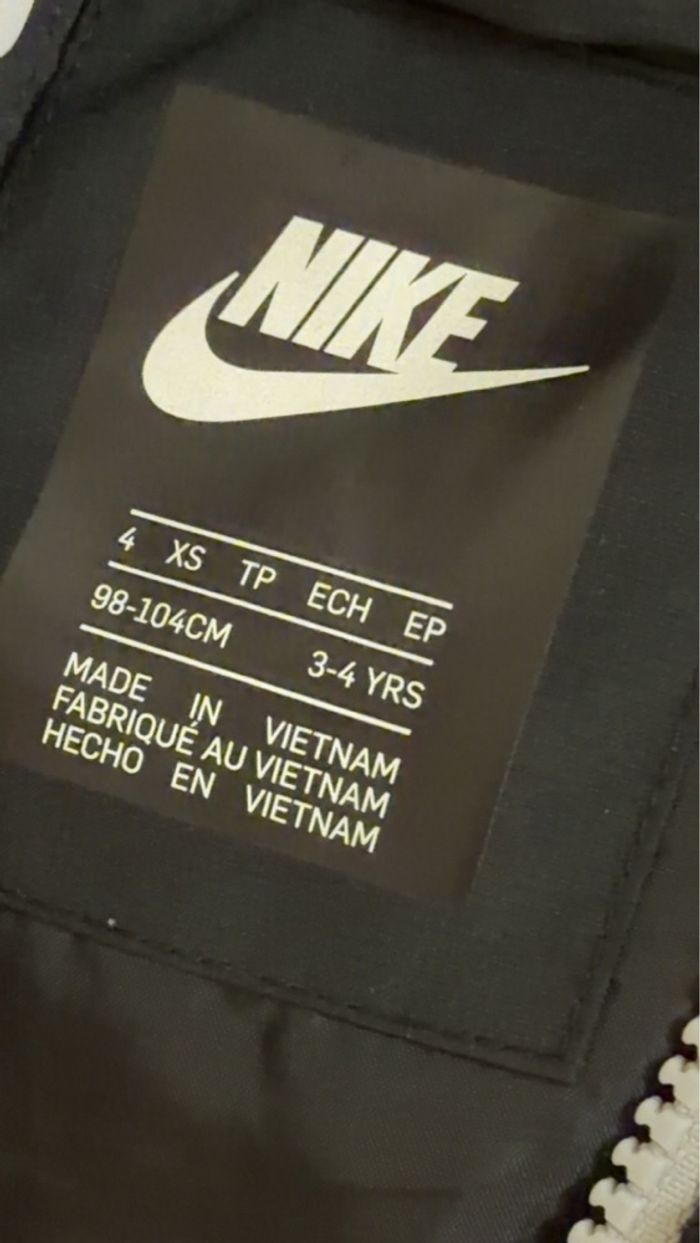 NIKE
4 XS TP ECH EP
98-104CM 3-4 YRS
MADE IN VIETNAM
FABRIQUÉ AU VIETNAM
HECHO EN VIETNAM